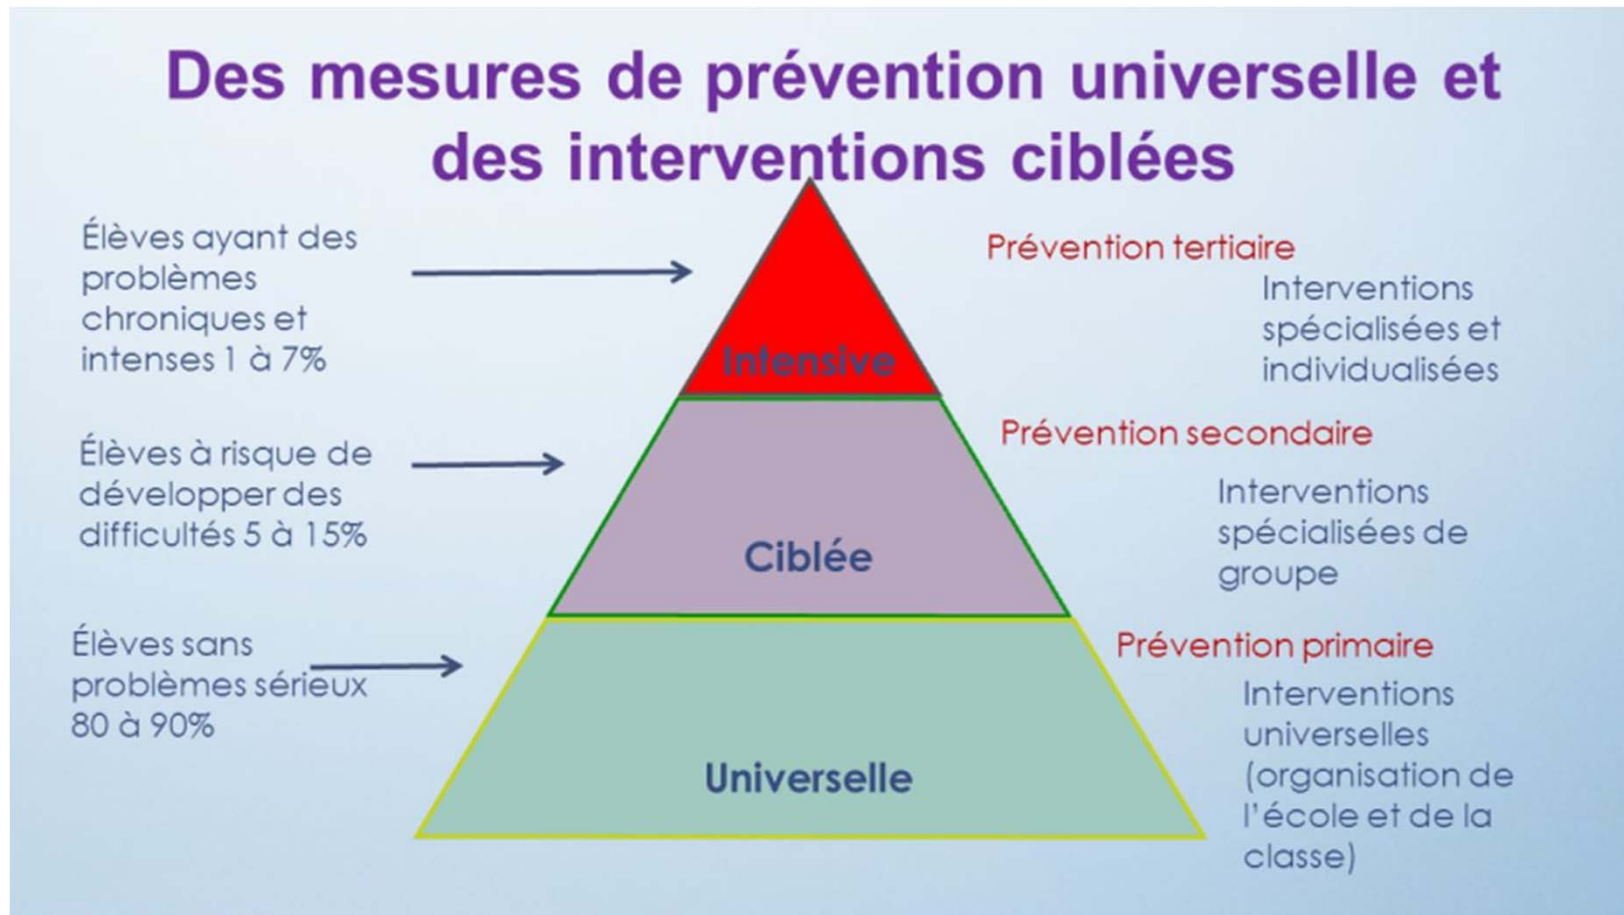 Des mesures de prévention universelle et
des interventions ciblées
Élèves ayant des
problèmes
chroniques et
intenses 1 à 7%
Intensive
Prévention tertiaire
Interventions
spécialisées et
individualisées
Élèves à risque de
développer des
difficultés 5 à 15%
Ciblée
Prévention secondaire
Interventions
spécialisées de
groupe
Élèves sans
problèmes sérieux
80 à 90%
Universelle
Prévention primaire
Interventions
universelles
(organisation de
l'école et de la
classe)